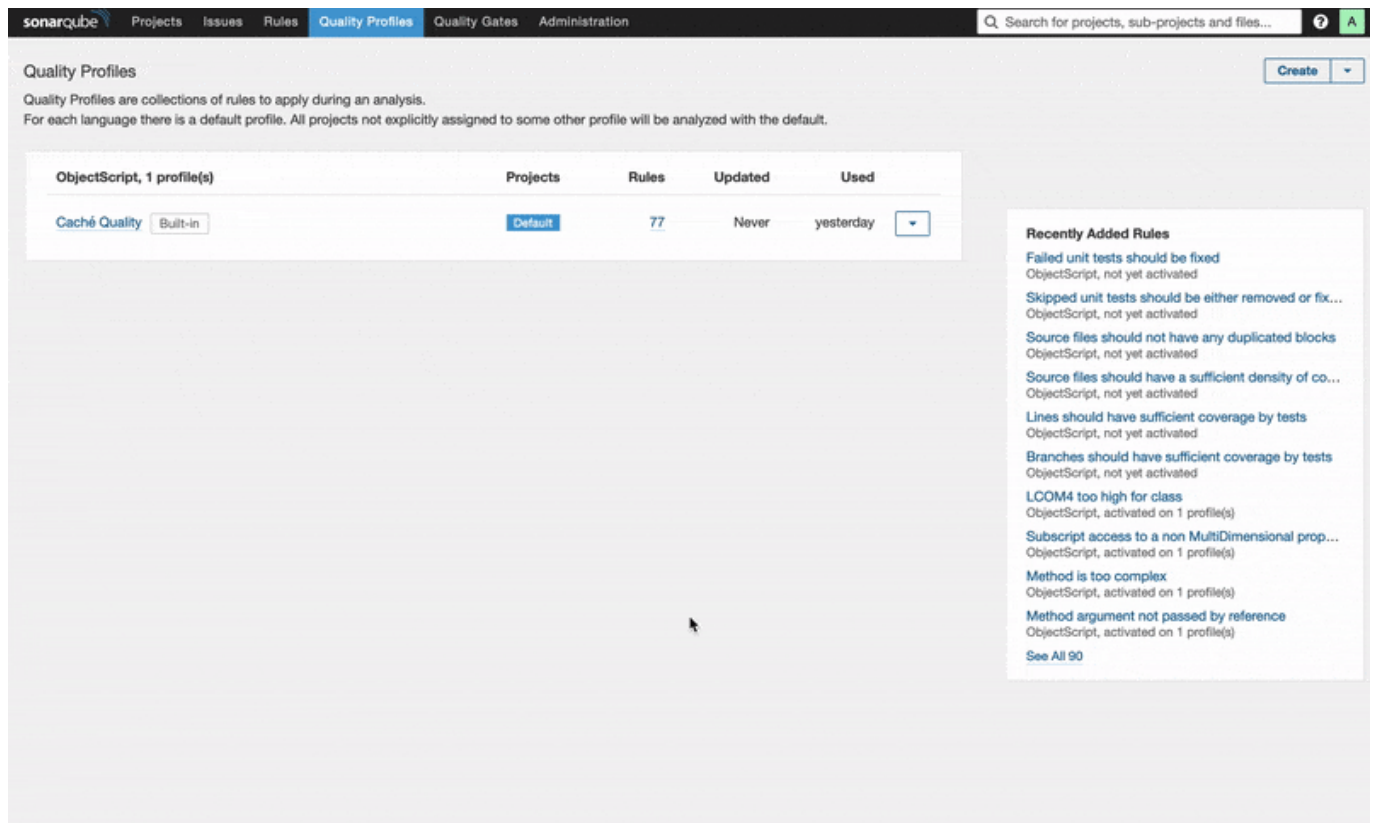 sonarqube Projects Issues Rules Quality Profiles Quality Gates Administration Search for projects, sub-projects and files... ? A
Quality Profiles Create
Quality Profiles are collections of rules to apply during an analysis.
For each language there is a default profile. All projects not explicitly assigned to some other profile will be analyzed with the default.
ObjectScript, 1 profile(s) Projects Rules Updated Used
Caché Quality Built-in Default 77 Never yesterday
Recently Added Rules
Failed unit tests should be fixed
ObjectScript, not yet activated
Skipped unit tests should be either removed or fix...
ObjectScript, not yet activated
Source files should not have any duplicated blocks
ObjectScript, not yet activated
Source files should have a sufficient density of co...
ObjectScript, not yet activated
Lines should have sufficient coverage by tests
ObjectScript, not yet activated
Branches should have sufficient coverage by tests
ObjectScript, not yet activated
LCOM4 too high for class
ObjectScript, activated on 1 profile(s)
Subscript access to a non MultiDimensional prop...
ObjectScript, activated on 1 profile(s)
Method is too complex
ObjectScript, activated on 1 profile(s)
Method argument not passed by reference
ObjectScript, activated on 1 profile(s)
See All 90